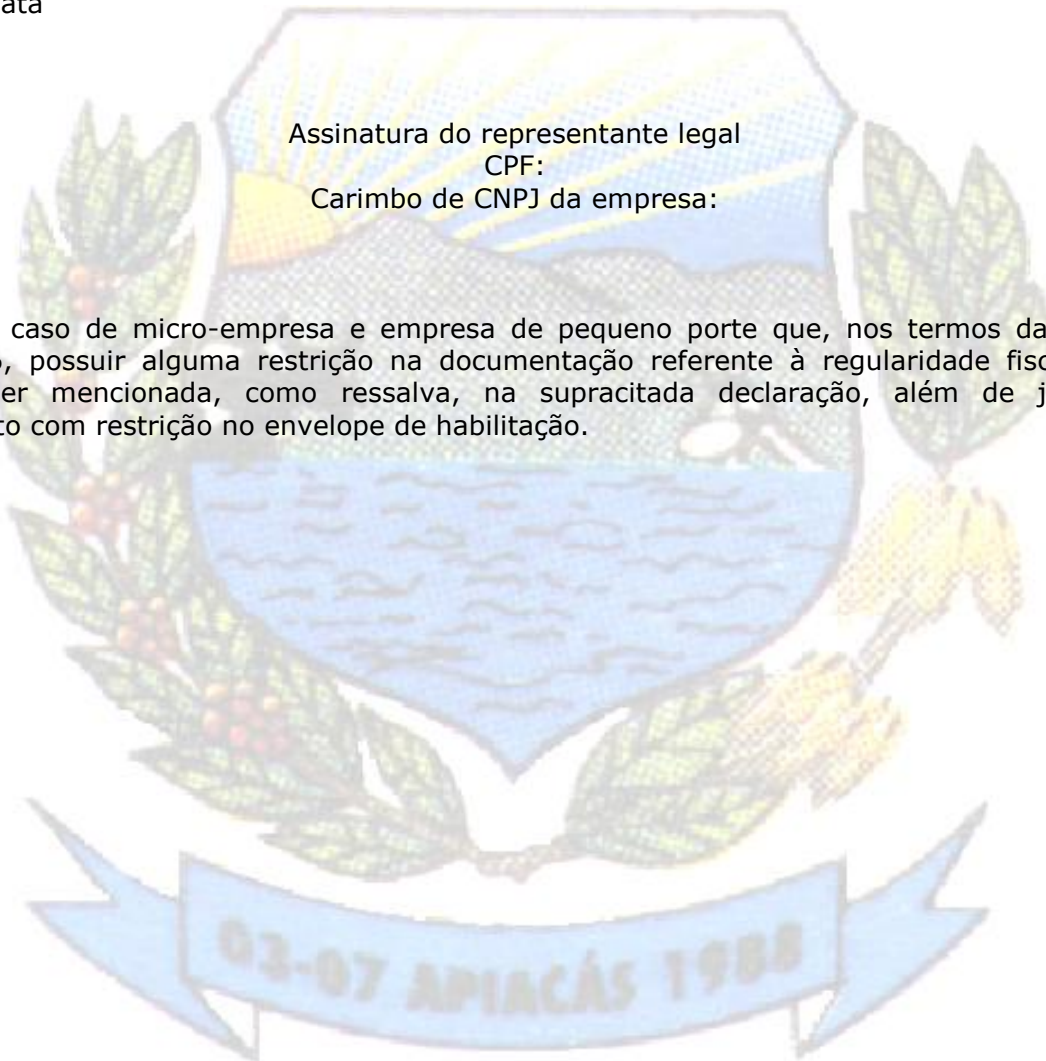 ata
Assinatura do representante legal
CPF:
Carimbo de CNPJ da empresa:
caso de micro-empresa e empresa de pequeno porte que, nos termos da
, possuir alguma restrição na documentação referente à regularidade fisc
er mencionada, como ressalva, na supracitada declaração, além de j
to com restrição no envelope de habilitação.
03-07 APIACÁS 1988